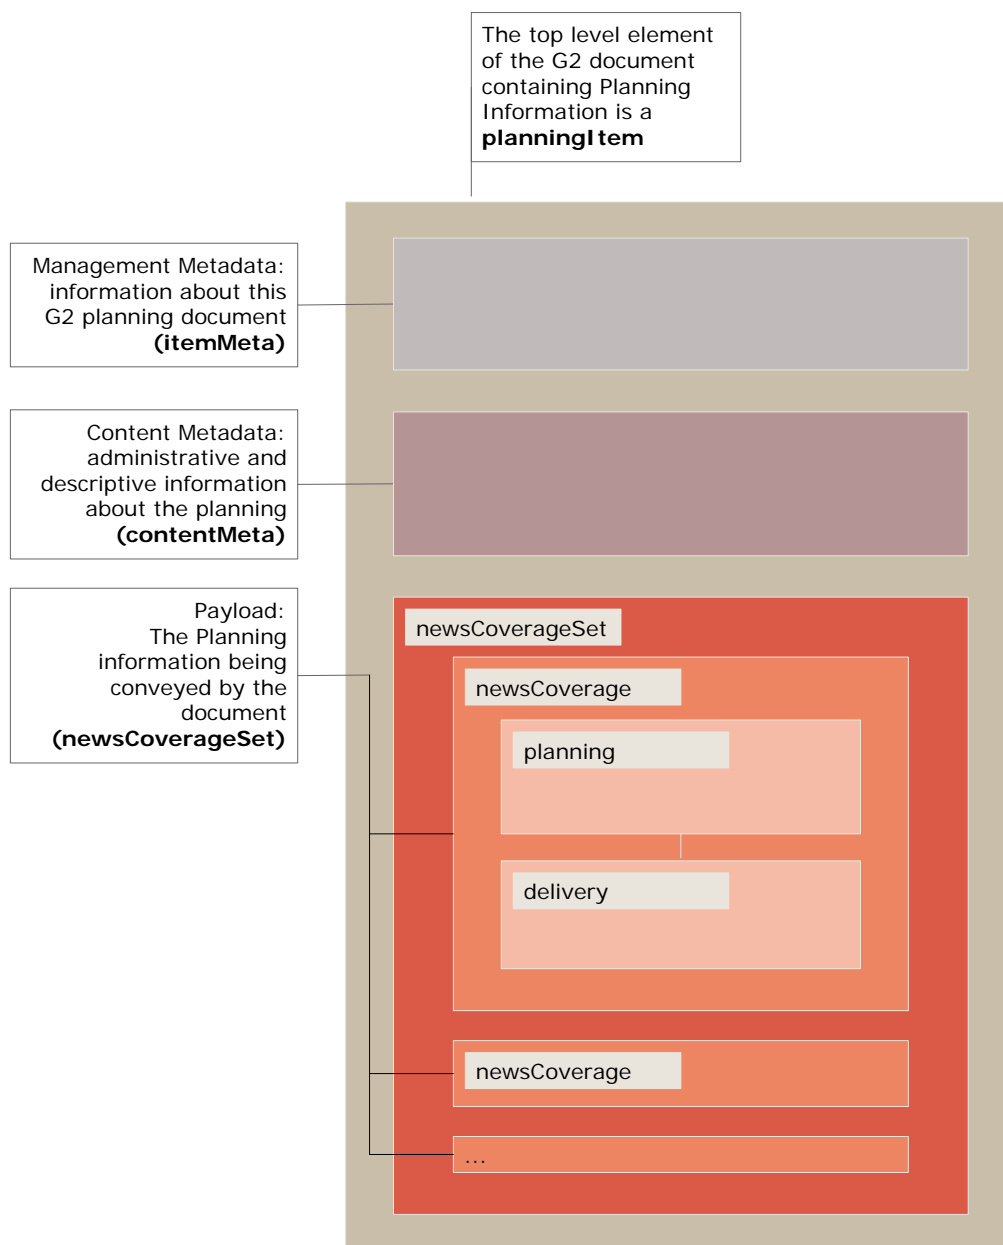 The top level element
of the G2 document
containing Planning
Information is a
planningItem
Management Metadata:
information about this
G2 planning document
(itemMeta)
Content Metadata:
administrative and
descriptive information
about the planning
(contentMeta)
Payload:
The Planning
information being
conveyed by the
document
(newsCoverageSet)
newsCoverageSet
newsCoverage
planning
delivery
newsCoverage
...